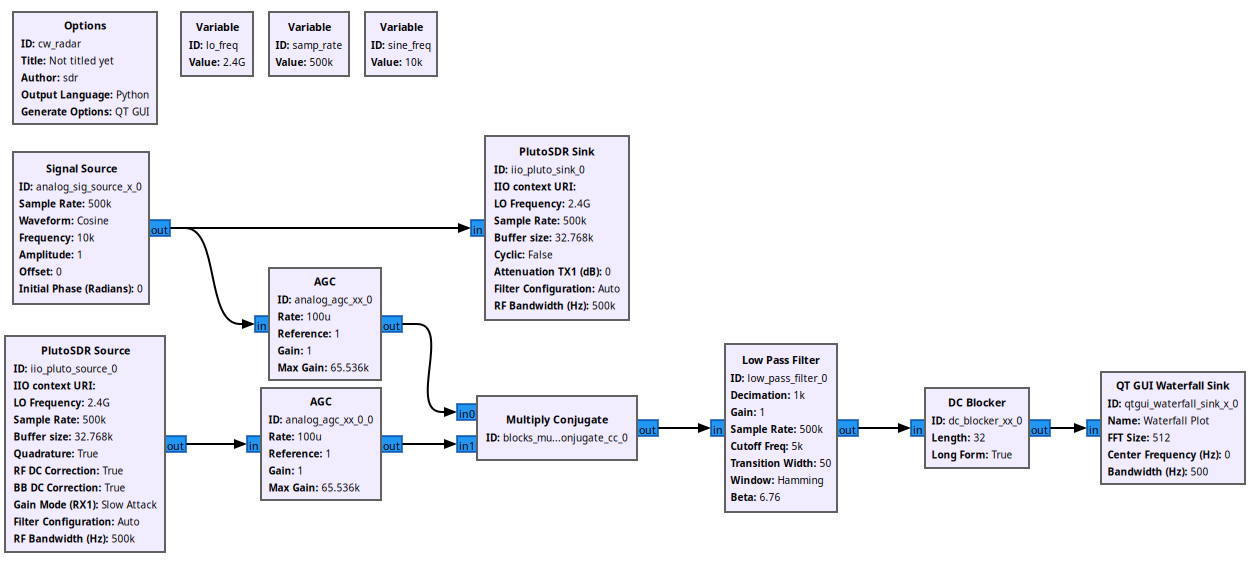 Options
ID: cw_radar
Title: Not titled yet
Author: sdr
Output Language: Python
Generate Options: QT GUI
Variable
ID: lo_freq
Value: 2.4G
Variable
ID: samp_rate
Value: 500k
Variable
ID: sine_freq
Value: 10k
Signal Source
ID: analog_sig_source_x_0
Sample Rate: 500k
Waveform: Cosine
Frequency: 10k
Amplitude: 1
Offset: 0
Initial Phase (Radians): 0
out
in
PlutoSDR Sink
ID: iio_pluto_sink_0
IIO context URI:
LO Frequency: 2.4G
Sample Rate: 500k
Buffer size: 32.768k
Cyclic: False
Attenuation TX1 (dB): 0
Filter Configuration: Auto
RF Bandwidth (Hz): 500k
in
AGC
ID: analog_agc_xx_0
Rate: 100u
Reference: 1
Gain: 1
Max Gain: 65.536k
out
PlutoSDR Source
ID: iio_pluto_source_0
IIO context URI:
LO Frequency: 2.4G
Sample Rate: 500k
Buffer size: 32.768k
Quadrature: True
RF DC Correction: True
BB DC Correction: True
Gain Mode (RX1): Slow Attack
Filter Configuration: Auto
RF Bandwidth (Hz): 500k
out
in
AGC
ID: analog_agc_xx_0_0
Rate: 100u
Reference: 1
Gain: 1
Max Gain: 65.536k
out
in0
in1
Multiply Conjugate
ID: blocks_mu...onjugate_cc_0
out
in
Low Pass Filter
ID: low_pass_filter_0
Decimation: 1k
Gain: 1
Sample Rate: 500k
Cutoff Freq: 5k
Transition Width: 50
Window: Hamming
Beta: 6.76
out
in
DC Blocker
ID: dc_blocker_xx_0
Length: 32
Long Form: True
out
in
QT GUI Waterfall Sink
ID: qtgui_waterfall_sink_x_0
Name: Waterfall Plot
FFT Size: 512
Center Frequency (Hz): 0
Bandwidth (Hz): 500